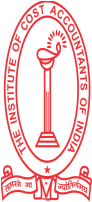 THE INSTITUTE OF COST ACCOUNTANTS OF INDIA
तमसो मा ज्योतिर्गमय